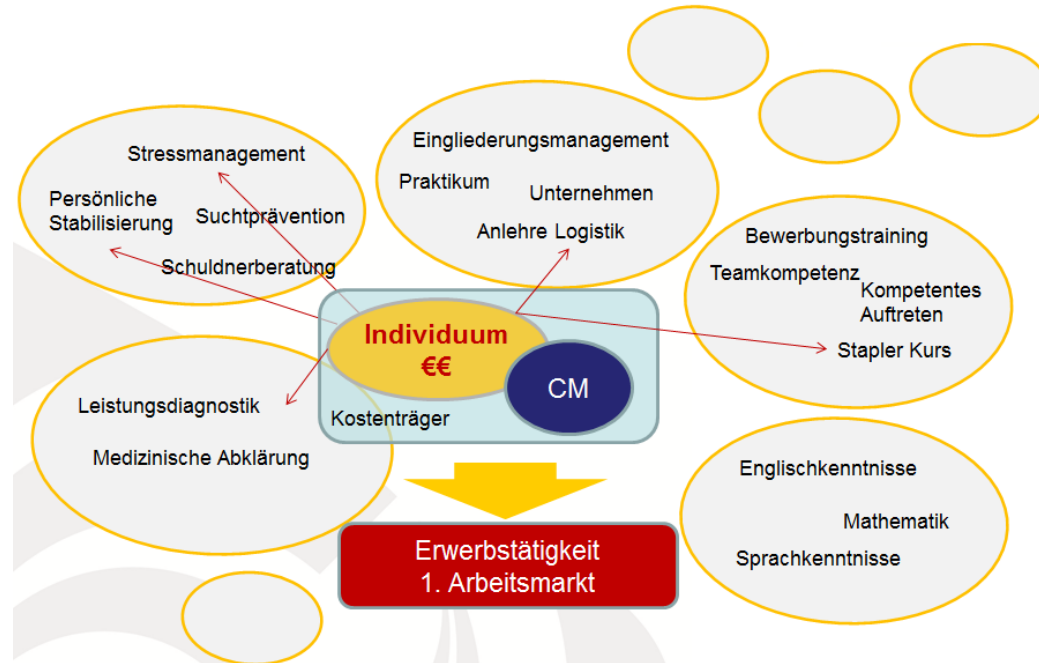 Stressmanagement
Persönliche
Stabilisierung
Suchtprävention
Schuldnerberatung
Eingliederungsmanagement
Praktikum
Unternehmen
Anlehre Logistik
Bewerbungstraining
Teamkompetenz
Kompetentes
Auftreten
Stapler Kurs
Individuum
€€
CM
Kostenträger
Leistungsdiagnostik
Medizinische Abklärung
Englischkenntnisse
Mathematik
Sprachkenntnisse
Erwerbstätigkeit
1. Arbeitsmarkt